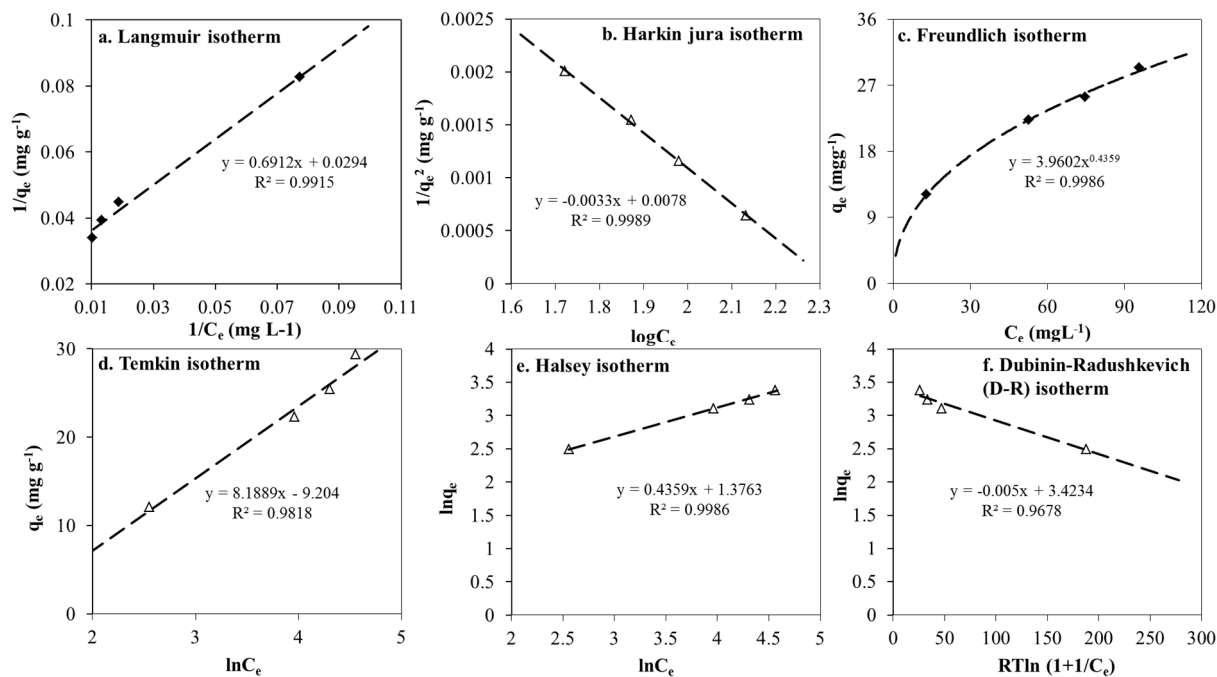 a. Langmuir isotherm
0.1
0.08
0.06
0.04
0.02
1/qₑ (mg g⁻¹)
y = 0.6912x + 0.0294
R² = 0.9915
0.01 0.03 0.05 0.07 0.09 0.11
1/Cₑ (mg L-1)
b. Harkin jura isotherm
0.0025
0.002
0.0015
0.001
0.0005
0
1/qₑ² (mg g⁻¹)
y = -0.0033x + 0.0078
R² = 0.9989
1.6 1.7 1.8 1.9 2 2.1 2.2 2.3
logCₑ
c. Freundlich isotherm
36
27
18
9
0
qₑ (mgg⁻¹)
y = 3.9602x⁰·⁴³⁵⁹
R² = 0.9986
0 30 60 90 120
Cₑ (mgL⁻¹)
d. Temkin isotherm
30
20
10
0
qₑ (mg g⁻¹)
y = 8.1889x - 9.204
R² = 0.9818
2 3 4 5
lnCₑ
e. Halsey isotherm
4
3.5
3
2.5
2
1.5
1
0.5
0
lnqₑ
y = 0.4359x + 1.3763
R² = 0.9986
2 2.5 3 3.5 4 4.5 5
lnCₑ
f. Dubinin-Radushkevich
(D-R) isotherm
4
3.5
3
2.5
2
1.5
1
0.5
0
lnqₑ
y = -0.005x + 3.4234
R² = 0.9678
0 50 100 150 200 250 300
RTln (1+1/Cₑ)